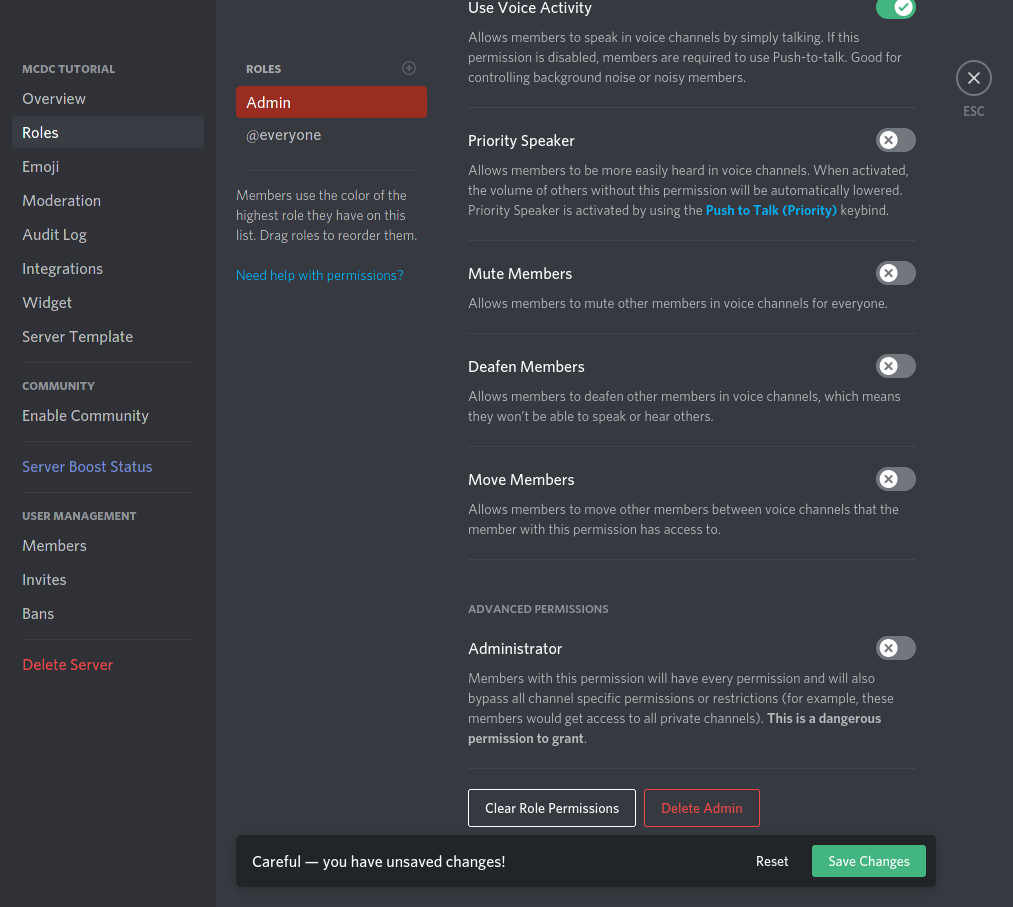 MCDC TUTORIAL
Overview
Roles
Emoji
Moderation
Audit Log
Integrations
Widget
Server Template
COMMUNITY
Enable Community
Server Boost Status
USER MANAGEMENT
Members
Invites
Bans
Delete Server
ROLES
Admin
@everyone
Members use the color of the
highest role they have on this
list. Drag roles to reorder them.
Need help with permissions?
Use Voice Activity
Allows members to speak in voice channels by simply talking. If this
permission is disabled, members are required to use Push-to-talk. Good for
controlling background noise or noisy members.
Priority Speaker
Allows members to be more easily heard in voice channels. When activated,
the volume of others without this permission will be automatically lowered.
Priority Speaker is activated by using the Push to Talk (Priority) keybind.
Mute Members
Allows members to mute other members in voice channels for everyone.
Deafen Members
Allows members to deafen other members in voice channels, which means
they won't be able to speak or hear others.
Move Members
Allows members to move other members between voice channels that the
member with this permission has access to.
ADVANCED PERMISSIONS
Administrator
Members with this permission will have every permission and will also
bypass all channel specific permissions or restrictions (for example, these
members would get access to all private channels). This is a dangerous
permission to grant.
Clear Role Permissions
Delete Admin
Careful — you have unsaved changes!
Reset
Save Changes
ESC